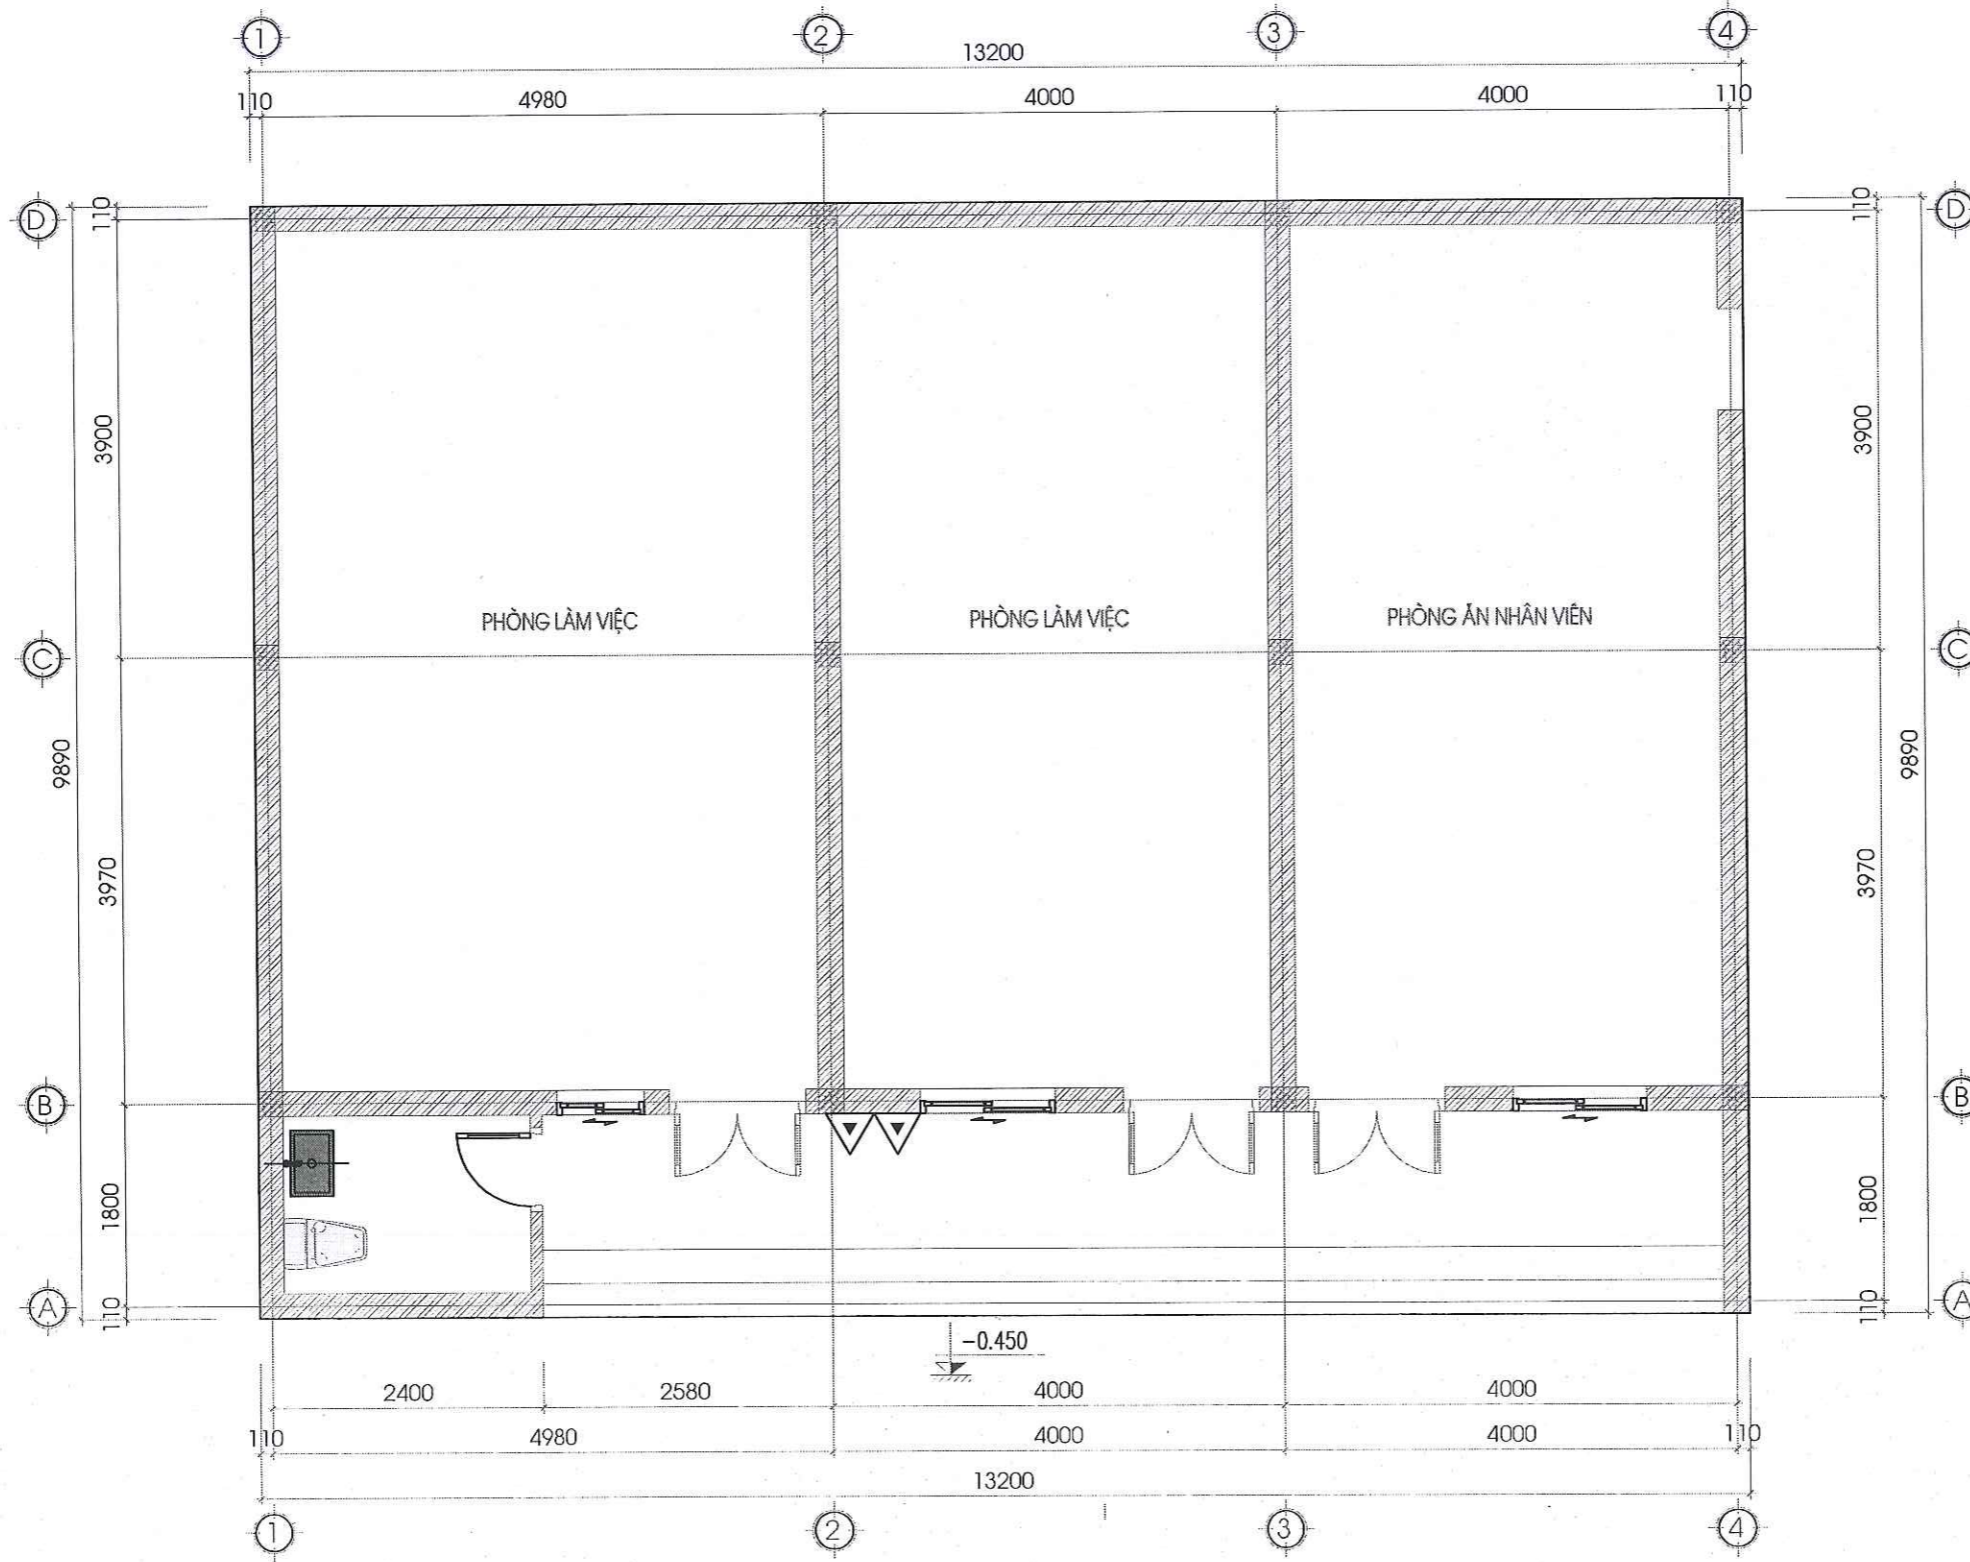 1 2 3 4
13200
110 4980 4000 4000 110
D 110 110 D
3900 3900
PHÒNG LÀM VIỆC PHÒNG LÀM VIỆC PHÒNG ĂN NHÂN VIÊN
C C
9890 9890
3970 3970
B B
1800 1800
A 110 110 A
-0.450
2400 2580 4000 4000
110 4980 4000 4000 110
13200
1 2 3 4